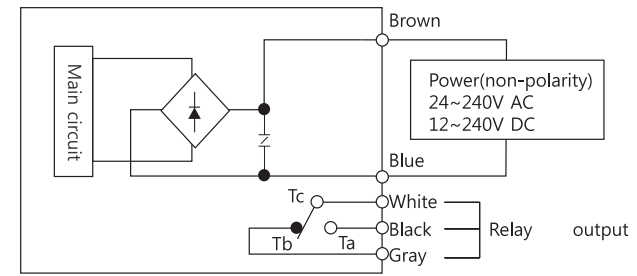 Brown
Main circuit
Power(non-polarity)
24~240V AC
12~240V DC
Blue
Tc
White
Tb
Ta
Black
Relay output
Gray